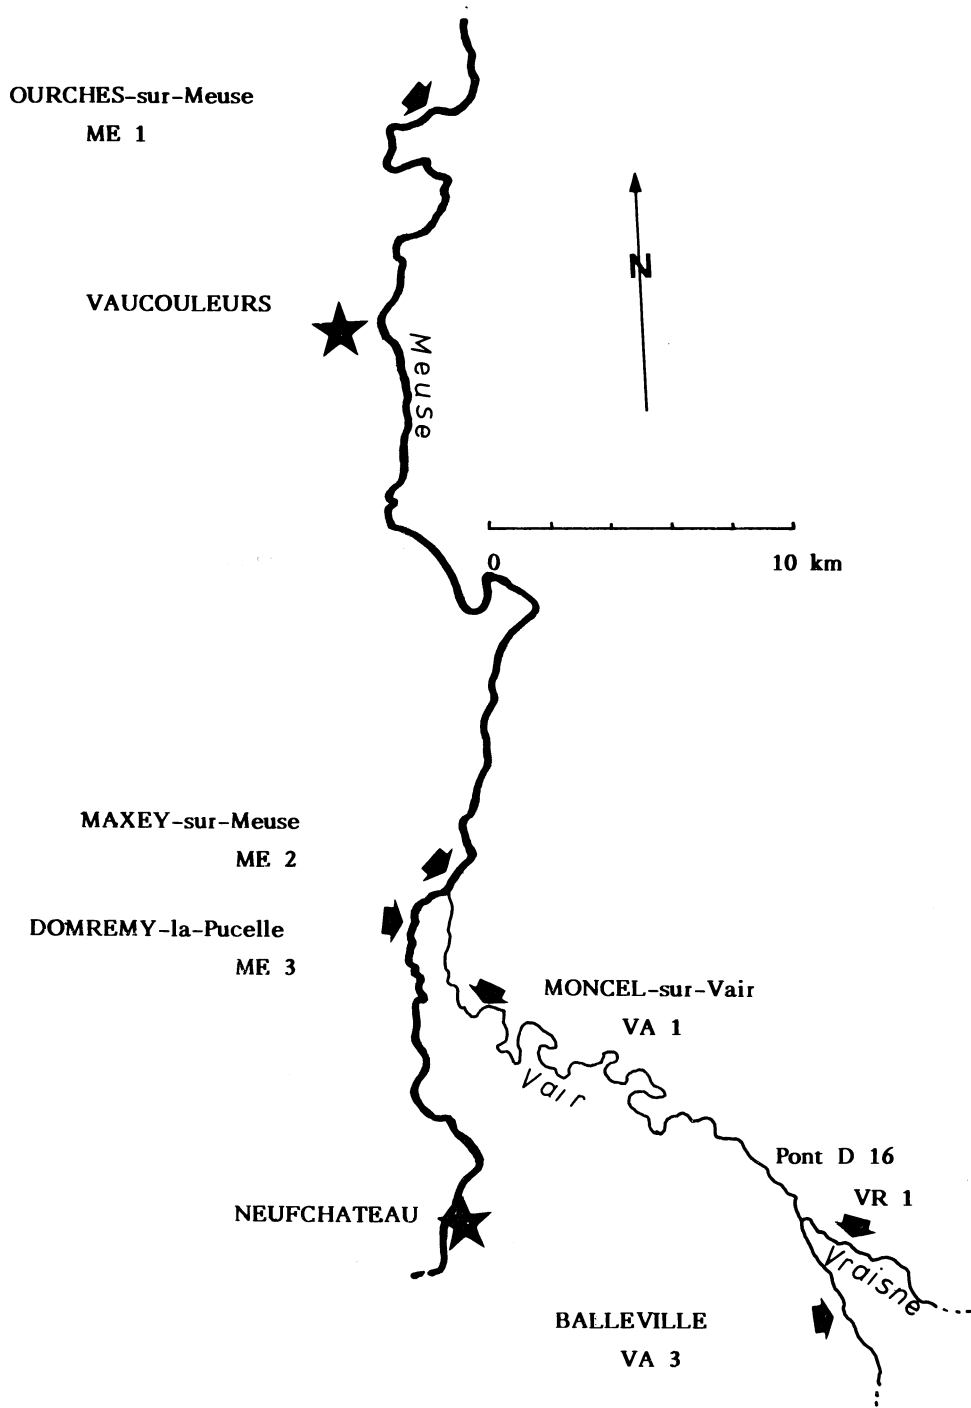 OURCHES-sur-Meuse
ME 1
N
VAUCOULEURS
Meuse
0 10 km
MAXEY-sur-Meuse
ME 2
DOMREMY-la-Pucelle
ME 3
MONCEL-sur-Vair
VA 1
Vair
Pont D 16
VR 1
NEUFCHATEAU
Vraisne
BALLEVILLE
VA 3